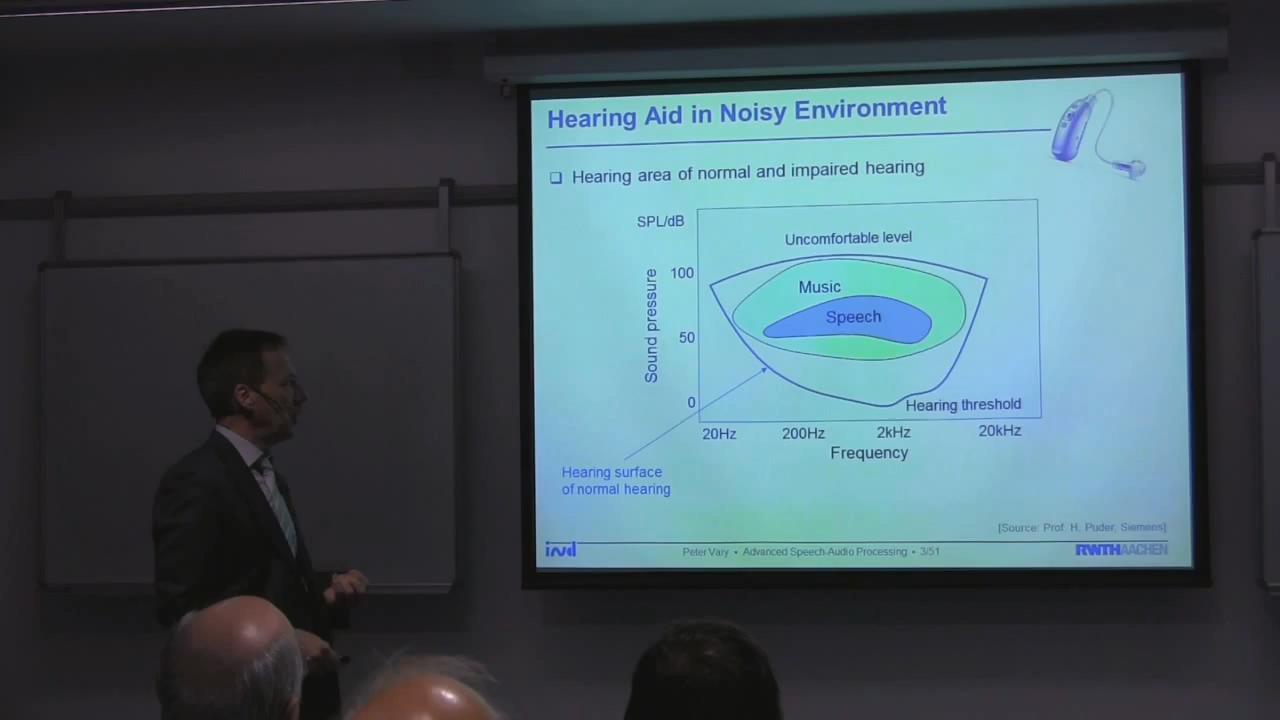 Hearing Aid in Noisy Environment
Hearing area of normal and impaired hearing
SPL/dB
Uncomfortable level
100
Music
Speech
50
Sound pressure
0
Hearing threshold
20Hz 200Hz 2kHz 20kHz
Frequency
Hearing surface
of normal hearing
[Source: Prof. H. Puder, Siemens]
ind
Peter Vary • Advanced Speech-Audio Processing • 3/51
RWTHAACHEN